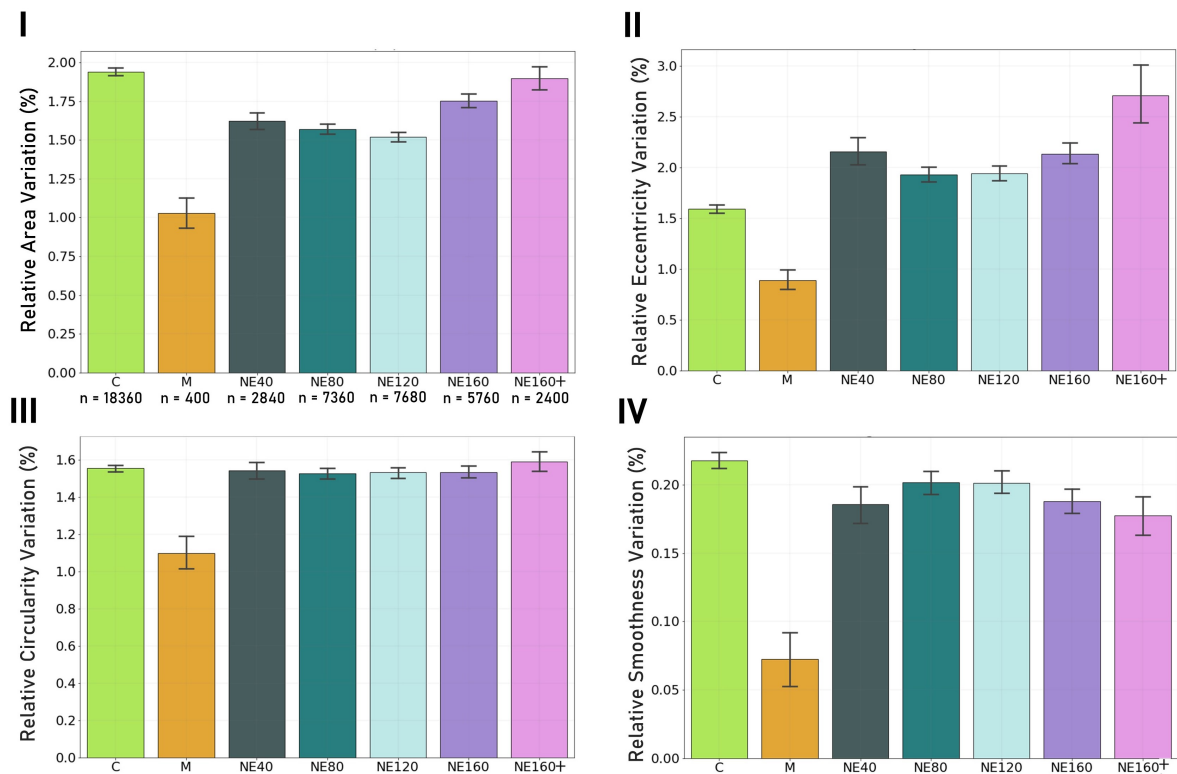 I
Relative Area Variation (%)
2.00
1.75
1.50
1.25
1.00
0.75
0.50
0.25
0.00
C M NE40 NE80 NE120 NE160 NE160+
n = 18360 n = 400 n = 2840 n = 7360 n = 7680 n = 5760 n = 2400
II
Relative Eccentricity Variation (%)
3.0
2.5
2.0
1.5
1.0
0.5
0.0
C M NE40 NE80 NE120 NE160 NE160+
III
Relative Circularity Variation (%)
1.6
1.4
1.2
1.0
0.8
0.6
0.4
0.2
0.0
C M NE40 NE80 NE120 NE160 NE160+
IV
Relative Smoothness Variation (%)
0.20
0.15
0.10
0.05
0.00
C M NE40 NE80 NE120 NE160 NE160+